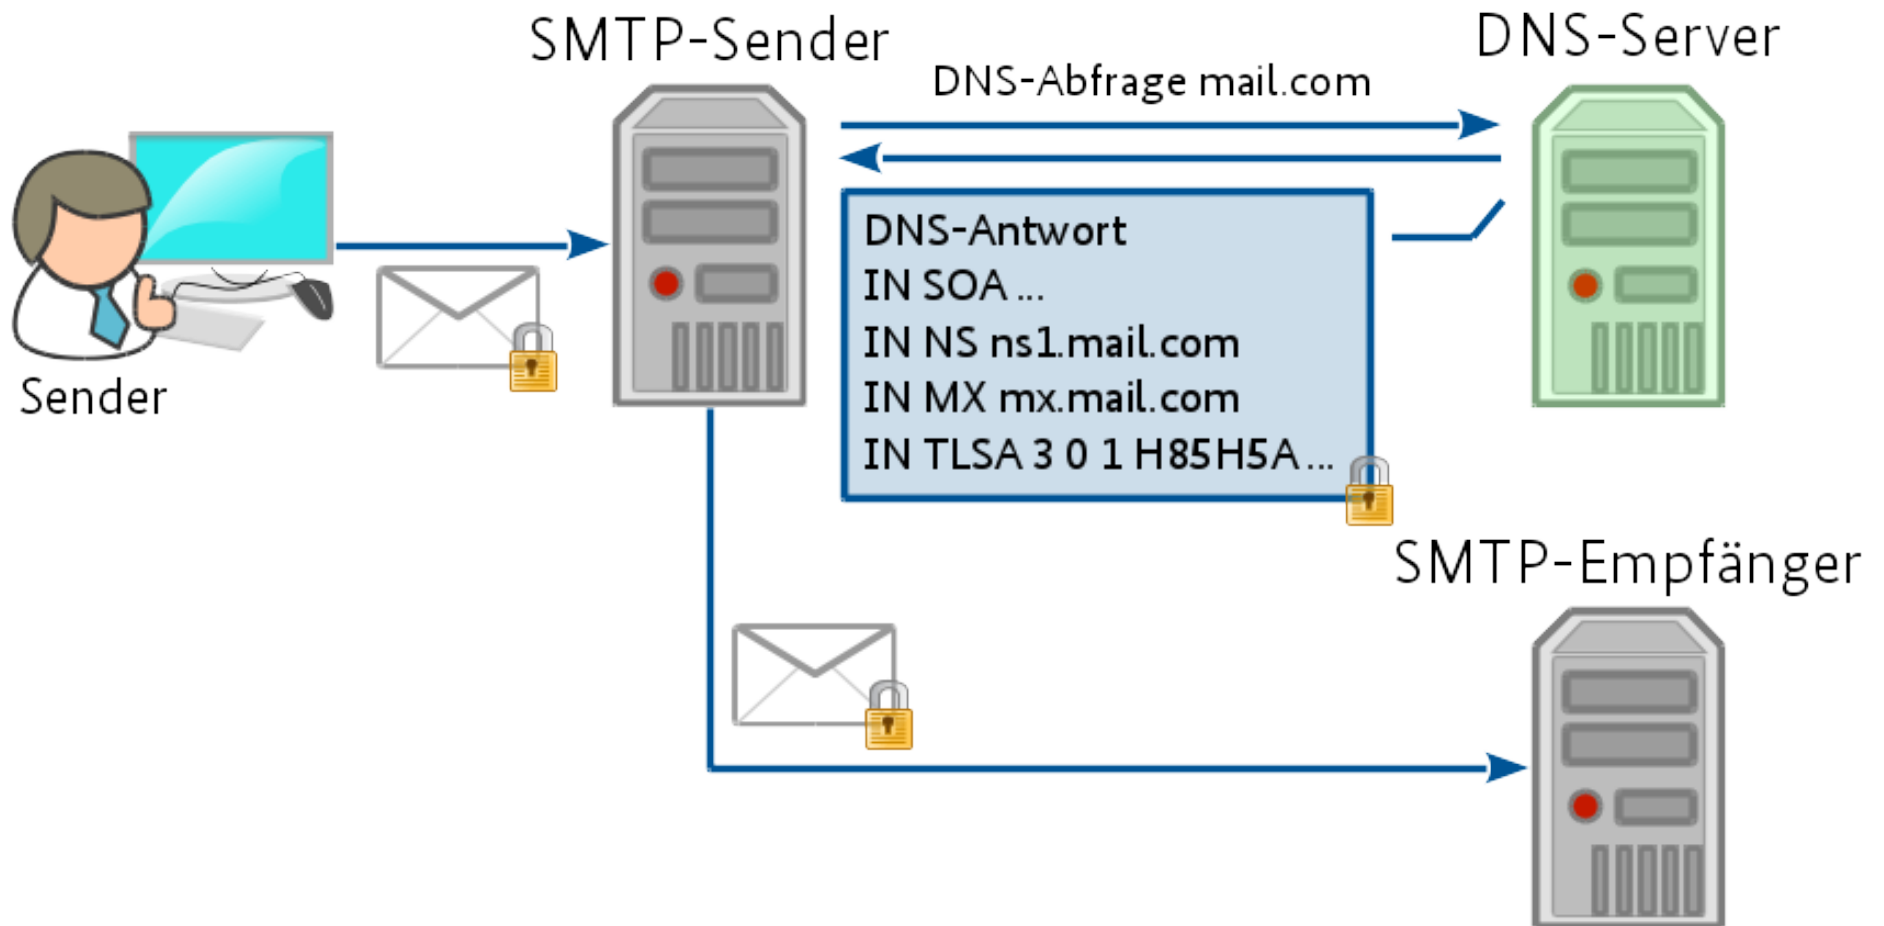 SMTP-Sender
DNS-Server
DNS-Abfrage mail.com
DNS-Antwort
IN SOA ...
IN NS ns1.mail.com
IN MX mx.mail.com
IN TLSA 3 0 1 H85H5A ...
Sender
SMTP-Empfänger